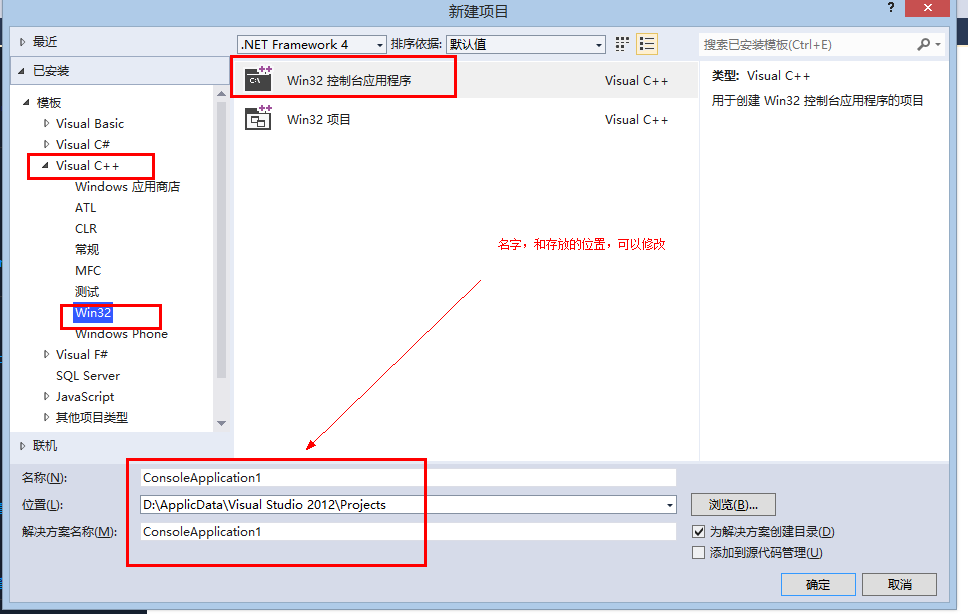 新建项目
?
最近
已安装
模板
Visual Basic
Visual C#
Visual C++
Windows 应用商店
ATL
CLR
常规
MFC
测试
Win32
Windows Phone
Visual F#
SQL Server
JavaScript
其他项目类型
联机
.NET Framework 4 排序依据: 默认值
C:\ ++ Win32 控制台应用程序 Visual C++
++ Win32 项目 Visual C++
搜索已安装模板(Ctrl+E)
类型: Visual C++
用于创建 Win32 控制台应用程序的项目
名字，和存放的位置，可以修改
名称(N): ConsoleApplication1
位置(L): D:\ApplicData\Visual Studio 2012\Projects 浏览(B)...
解决方案名称(M): ConsoleApplication1
为解决方案创建目录(D)
添加到源代码管理(U)
确定 取消